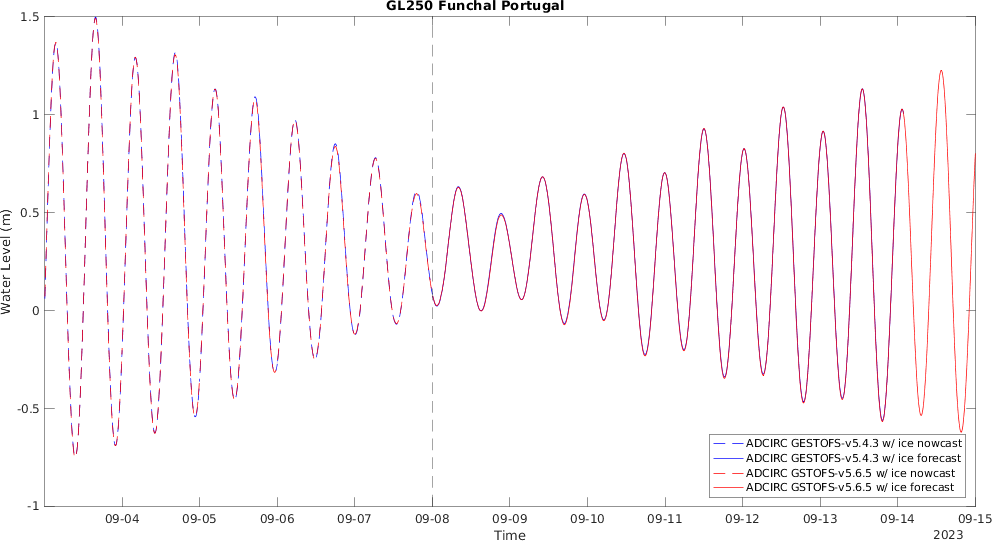 GL250 Funchal Portugal
1.5
1
0.5
0
-0.5
-1
Water Level (m)
ADCIRC GESTOFS-v5.4.3 w/ ice nowcast
ADCIRC GESTOFS-v5.4.3 w/ ice forecast
ADCIRC GSTOFS-v5.6.5 w/ ice nowcast
ADCIRC GSTOFS-v5.6.5 w/ ice forecast
09-04 09-05 09-06 09-07 09-08 09-09 09-10 09-11 09-12 09-13 09-14 09-15
Time
2023